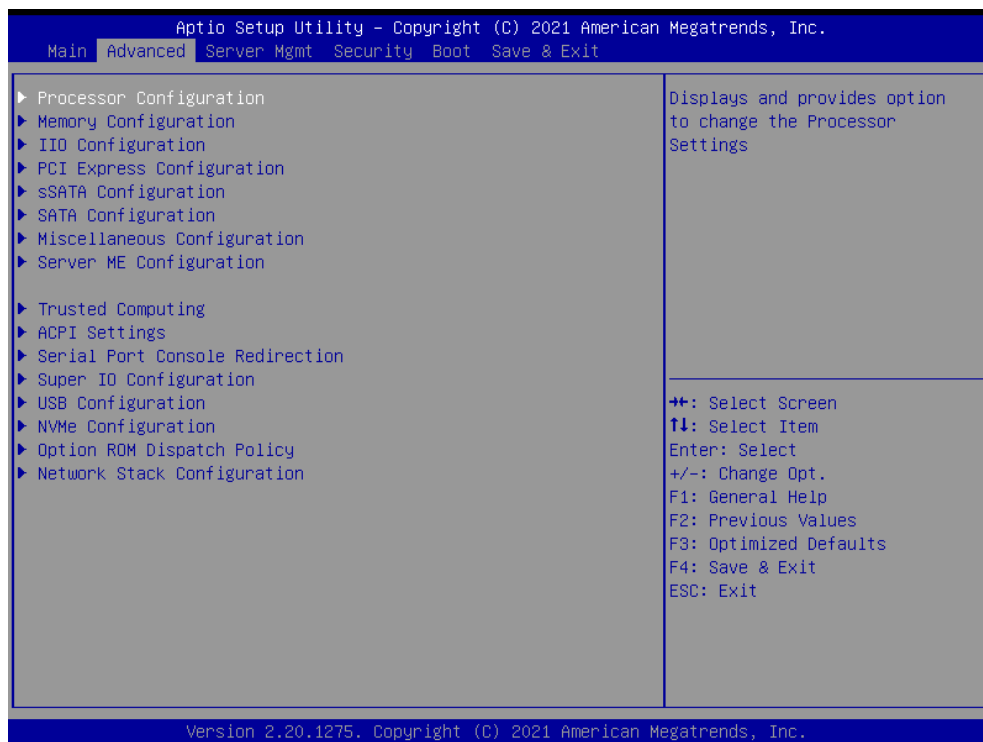 Aptio Setup Utility – Copyright (C) 2021 American Megatrends, Inc.
Main Advanced Server Mgmt Security Boot Save & Exit
Processor Configuration
Memory Configuration
IIO Configuration
PCI Express Configuration
sSATA Configuration
SATA Configuration
Miscellaneous Configuration
Server ME Configuration
Trusted Computing
ACPI Settings
Serial Port Console Redirection
Super IO Configuration
USB Configuration
NVMe Configuration
Option ROM Dispatch Policy
Network Stack Configuration
Displays and provides option
to change the Processor
Settings
→←: Select Screen
↑↓: Select Item
Enter: Select
+/-: Change Opt.
F1: General Help
F2: Previous Values
F3: Optimized Defaults
F4: Save & Exit
ESC: Exit
Version 2.20.1275. Copyright (C) 2021 American Megatrends, Inc.